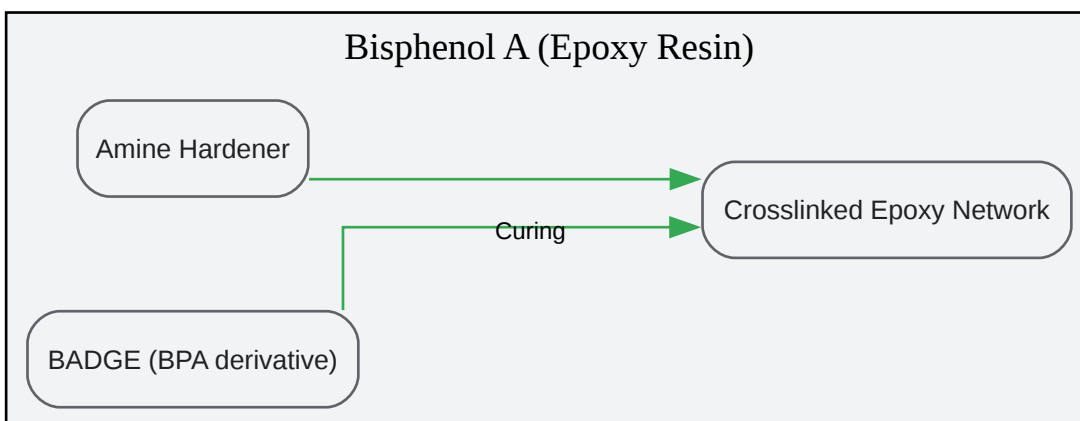 Bisphenol A (Epoxy Resin)
Amine Hardener
Crosslinked Epoxy Network
Curing
BADGE (BPA derivative)